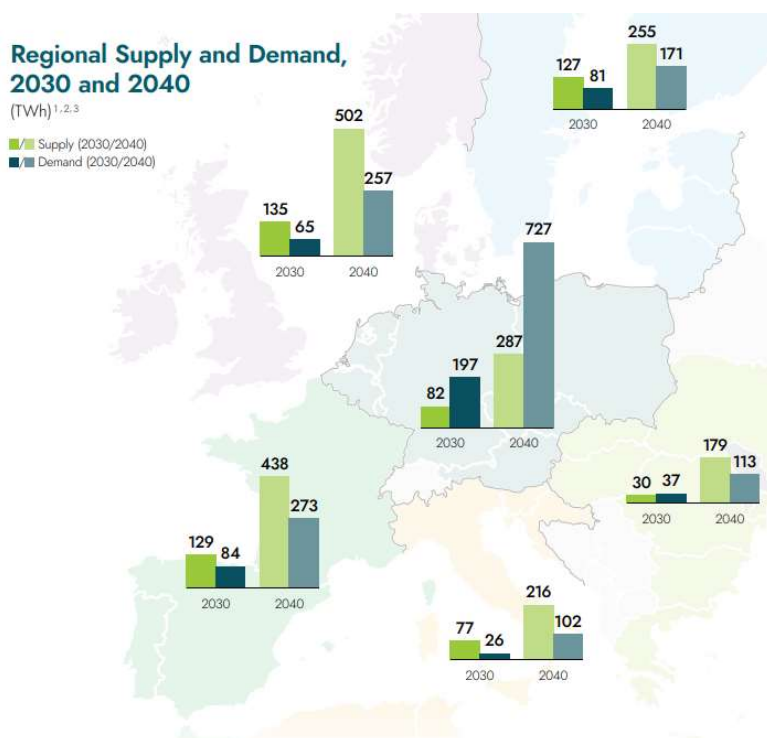 Regional Supply and Demand,
2030 and 2040
(TWh)1,2,3
Supply (2030/2040)
Demand (2030/2040)
127 81 255 171
2030 2040
135 65 502 257
2030 2040
82 197 287 727
2030 2040
30 37 179 113
2030 2040
129 84 438 273
2030 2040
77 26 216 102
2030 2040